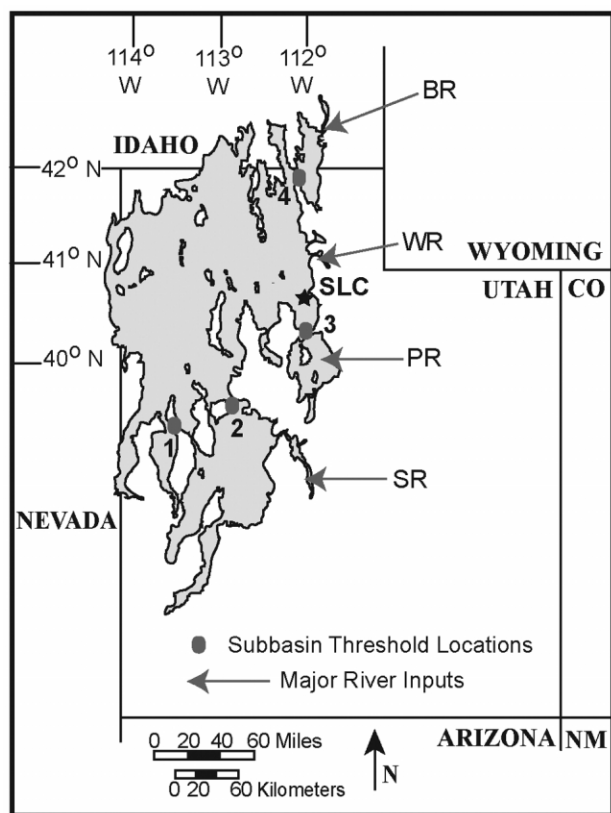 114° 113° 112°
W W W
BR
IDAHO
42° N
4
41° N
WR
WYOMING
SLC
UTAH CO
3
40° N
PR
2
1
SR
NEVADA
Subbasin Threshold Locations
Major River Inputs
ARIZONA NM
0 20 40 60 Miles
0 20 60 Kilometers
N